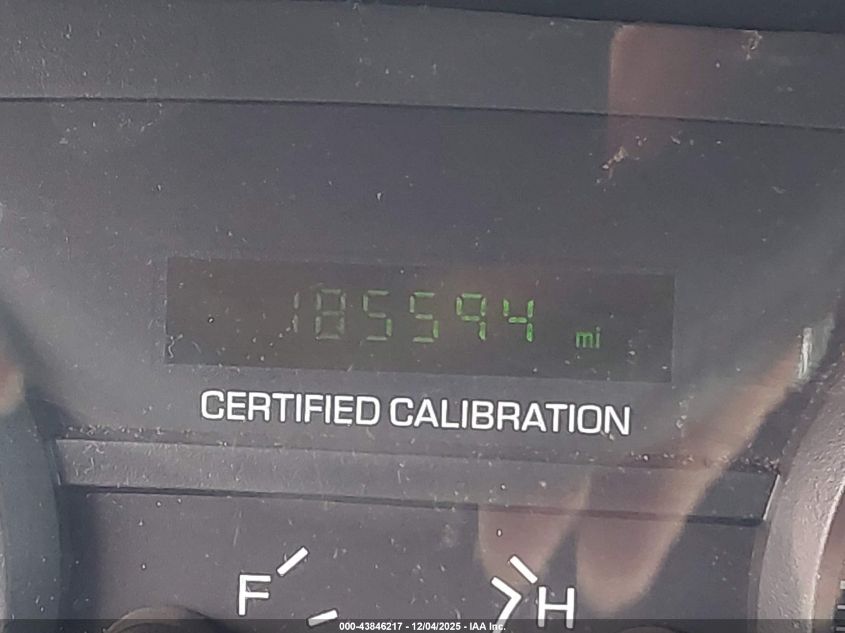 185594 mi
CERTIFIED CALIBRATION
F H
000-43846217 - 12/04/2025 - IAA Inc.